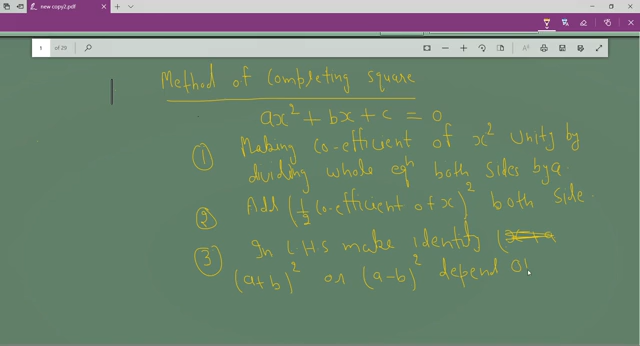 new copy2.pdf
1 of 29
Method of Completing square
ax² + bx + c = 0
① Making co-efficient of x² Unity by
dividing whole eqⁿ both sides by a.
② Add (1/2 co-efficient of x)² both side.
③ In L.H.S make identity (
(a+b)² or (a-b)² depend